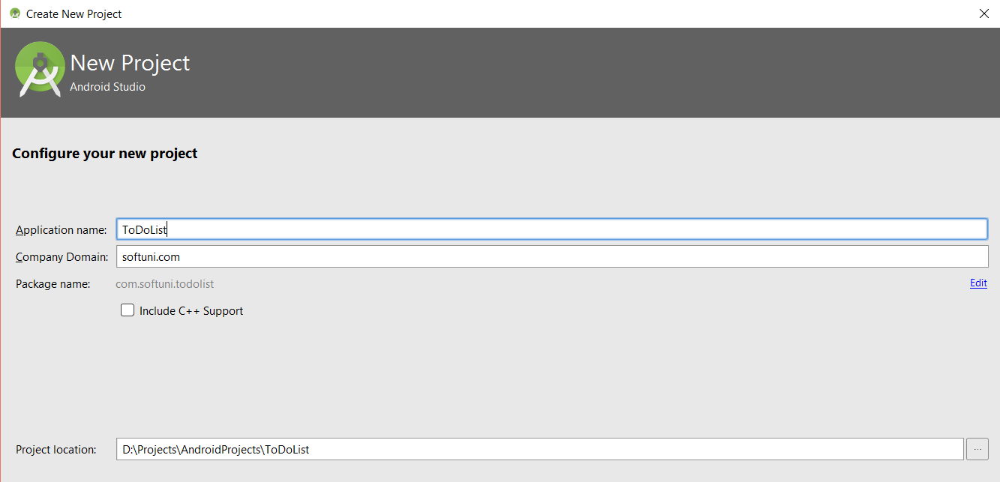 Create New Project
New Project
Android Studio
Configure your new project
Application name: ToDoList
Company Domain: softuni.com
Package name: com.softuni.todolist Edit
Include C++ Support
Project location: D:\Projects\AndroidProjects\ToDoList ...